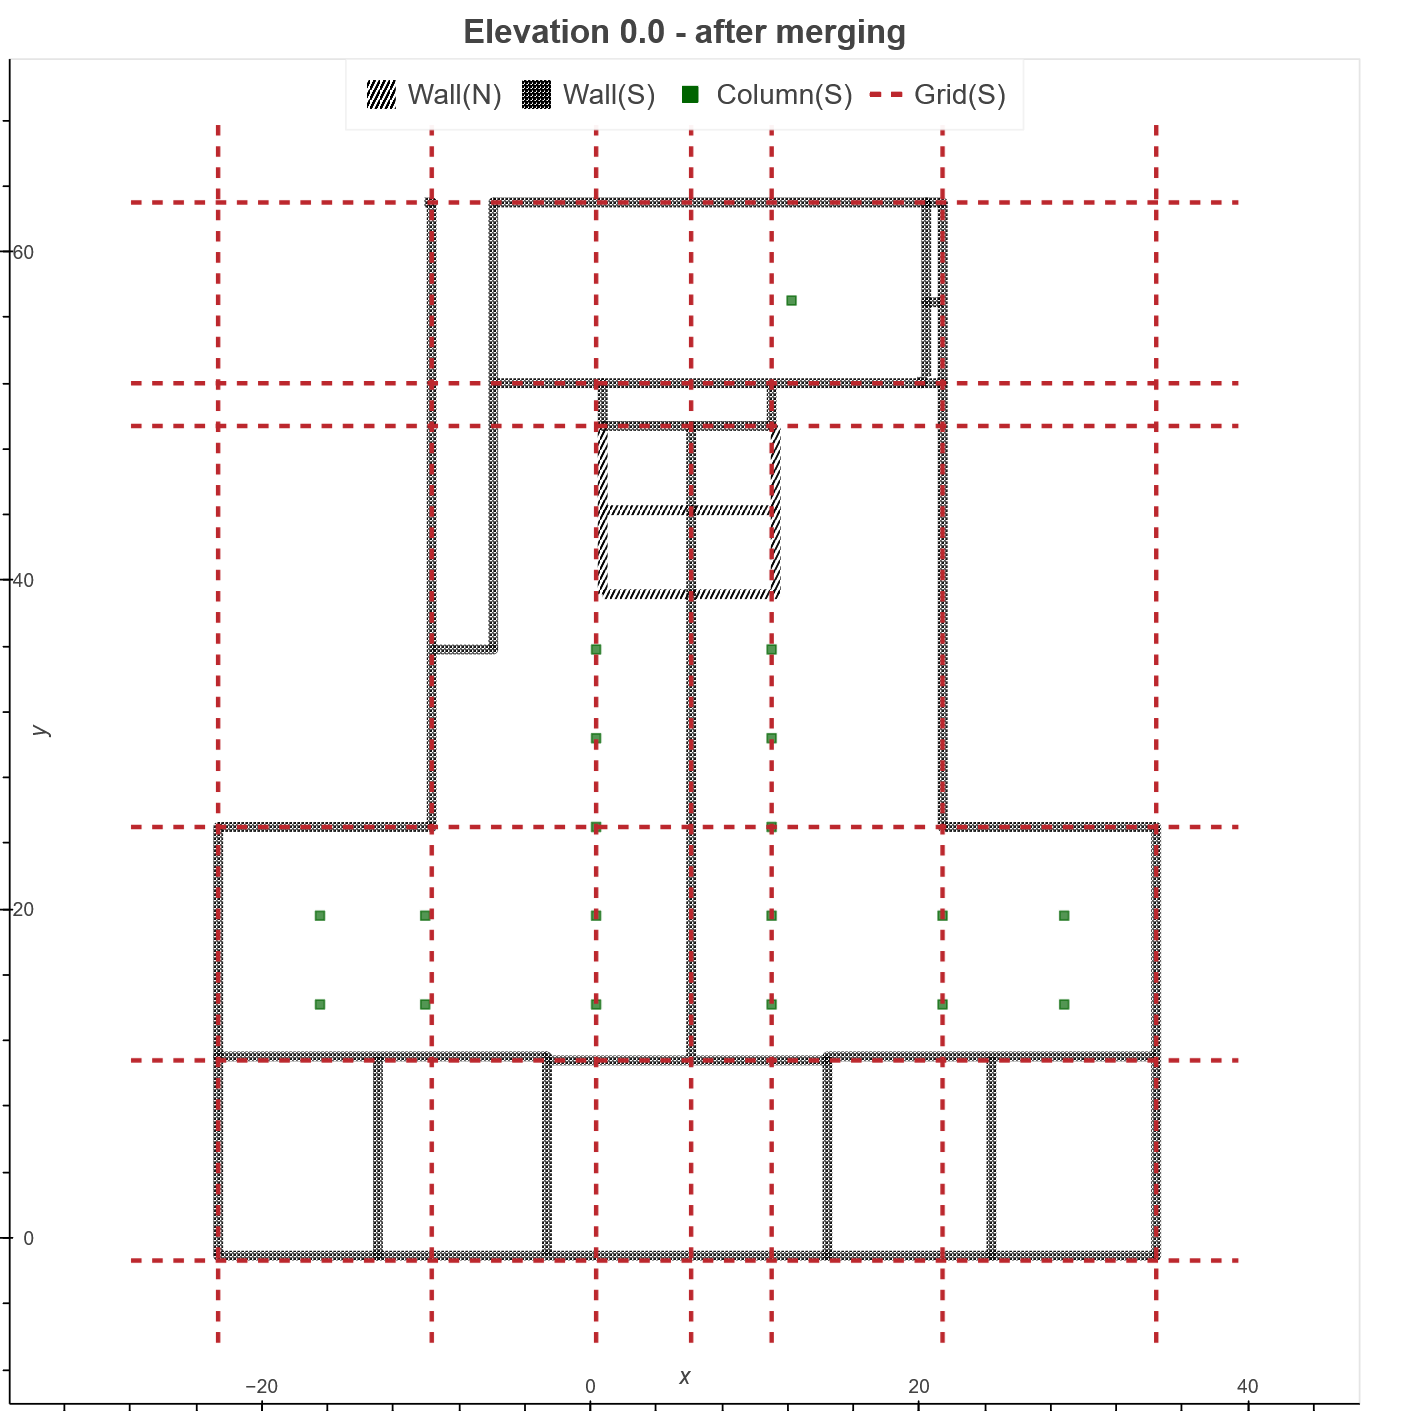 Elevation 0.0 - after merging
Wall(N) Wall(S) Column(S) Grid(S)
60
40
y
20
0
x
−20 0 20 40